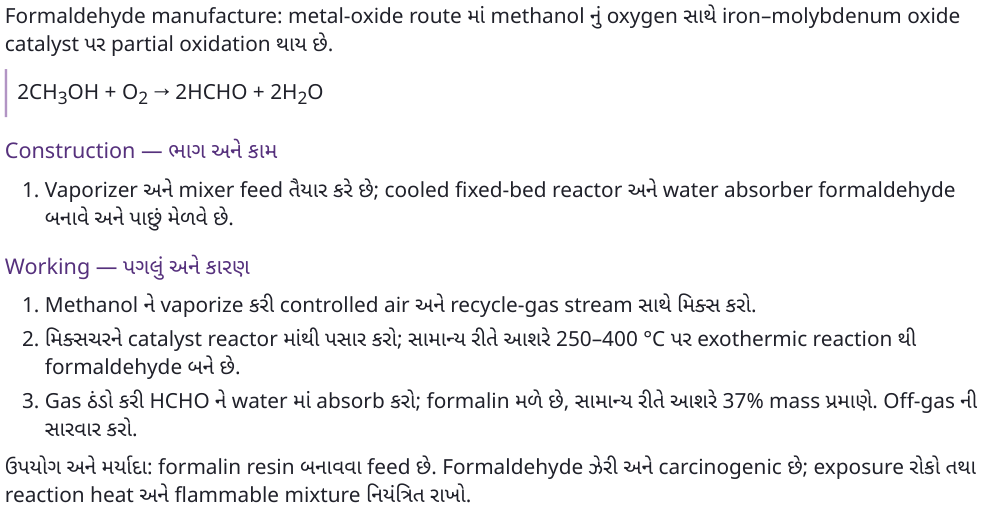 Formaldehyde manufacture: metal-oxide route માં methanol નું oxygen સાથે iron–molybdenum oxide
catalyst પર partial oxidation થાય છે.
2CH₃OH + O₂ → 2HCHO + 2H₂O
Construction — ભાગ અને કામ
1. Vaporizer અને mixer feed તૈયાર કરે છે; cooled fixed-bed reactor અને water absorber formaldehyde
બનાવે અને પાછું મેળવે છે.
Working — પગલું અને કારણ
1. Methanol ને vaporize કરી controlled air અને recycle-gas stream સાથે મિક્સ કરો.
2. મિક્સચરને catalyst reactor માંથી પસાર કરો; સામાન્ય રીતે આશરે 250–400 °C પર exothermic reaction થી
formaldehyde બને છે.
3. Gas ઠંડો કરી HCHO ને water માં absorb કરો; formalin મળે છે, સામાન્ય રીતે આશરે 37% mass પ્રમાણે. Off-gas ની
સારવાર કરો.
ઉપયોગ અને મર્યાદા: formalin resin બનાવવા feed છે. Formaldehyde ઝેરી અને carcinogenic છે; exposure રોકો તથા
reaction heat અને flammable mixture નિયંત્રિત રાખો.